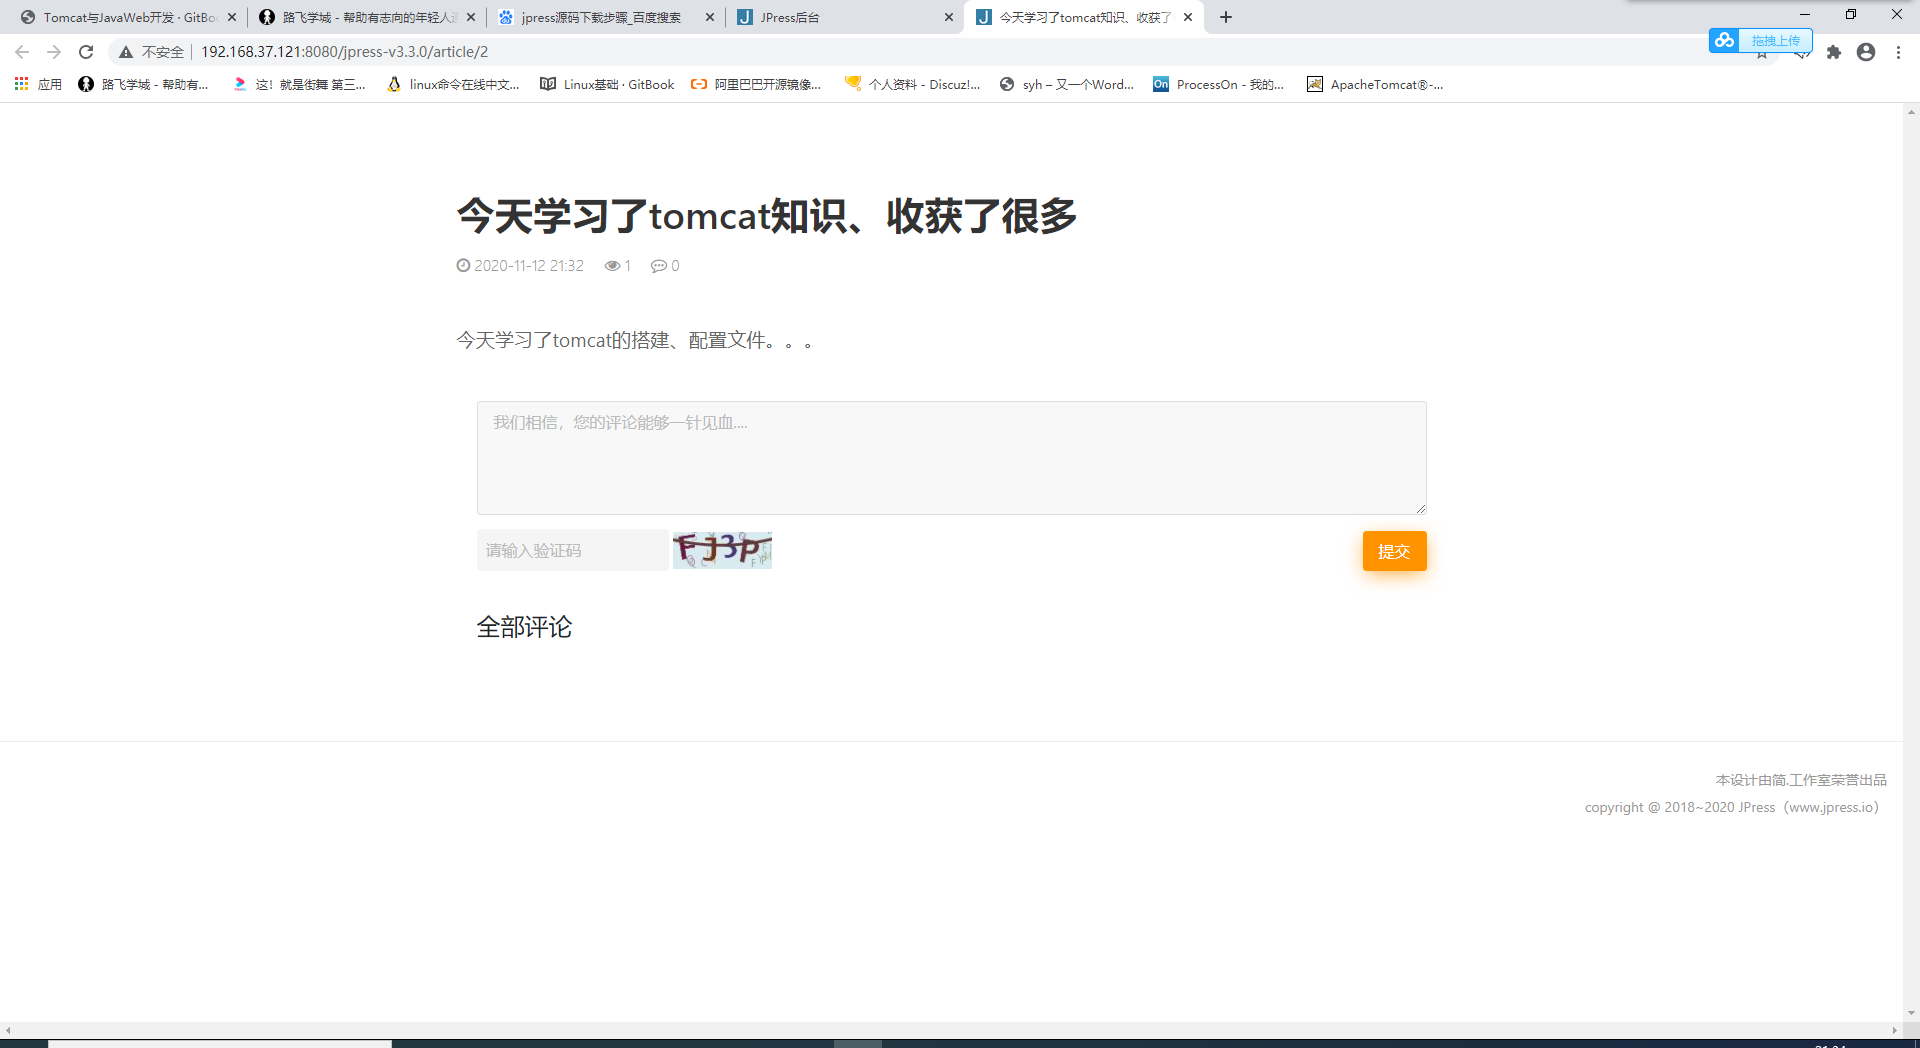 Tomcat与JavaWeb开发 · GitBo
路飞学城 - 帮助有志向的年轻人
jpress源码下载步骤_百度搜索
JPress后台
今天学习了tomcat知识、收获了
不安全
192.168.37.121:8080/jpress-v3.3.0/article/2
拖拽上传
应用
路飞学城 - 帮助有...
这！就是街舞 第三...
linux命令在线中文...
Linux基础 · GitBook
阿里巴巴开源镜像...
个人资料 - Discuz!...
syh – 又一个Word...
On
ProcessOn - 我的...
ApacheTomcat®-...
今天学习了tomcat知识、收获了很多
2020-11-12 21:32
1
0
今天学习了tomcat的搭建、配置文件。。。
我们相信，您的评论能够一针见血....
请输入验证码
FJ3P
提交
全部评论
本设计由简.工作室荣誉出品
copyright @ 2018~2020 JPress（www.jpress.io）